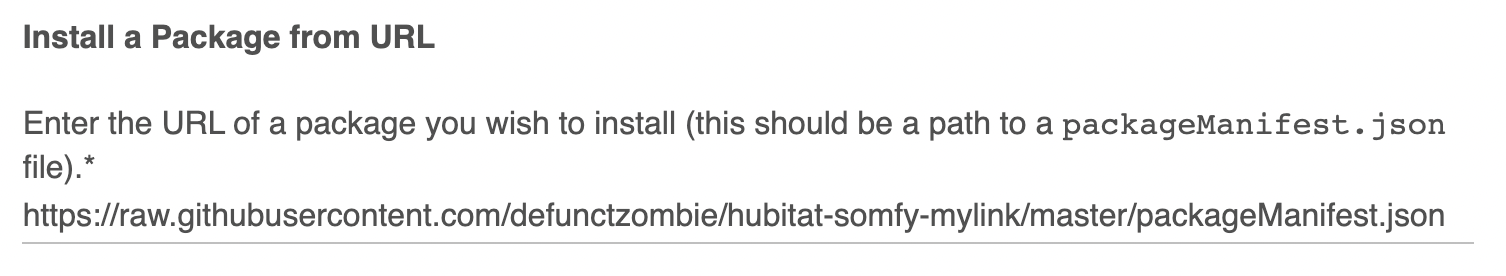 Install a Package from URL
Enter the URL of a package you wish to install (this should be a path to a packageManifest.json
file).*
https://raw.githubusercontent.com/defunctzombie/hubitat-somfy-mylink/master/packageManifest.json